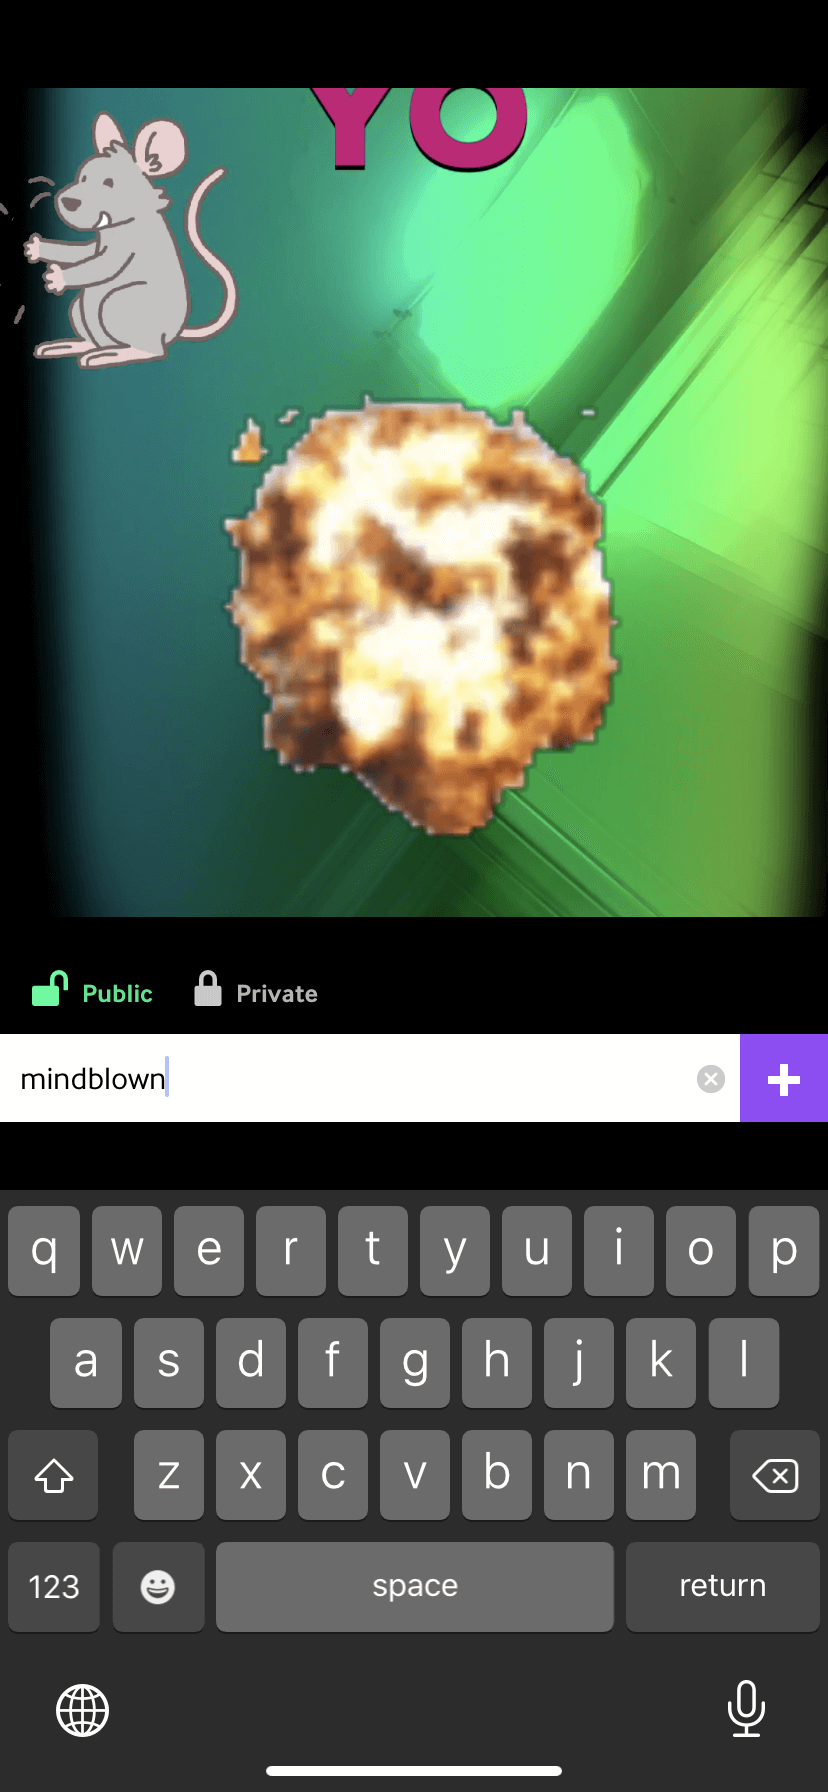 YO
Public Private
mindblown
q w e r t y u i o p
a s d f g h j k l
z x c v b n m
123 space return